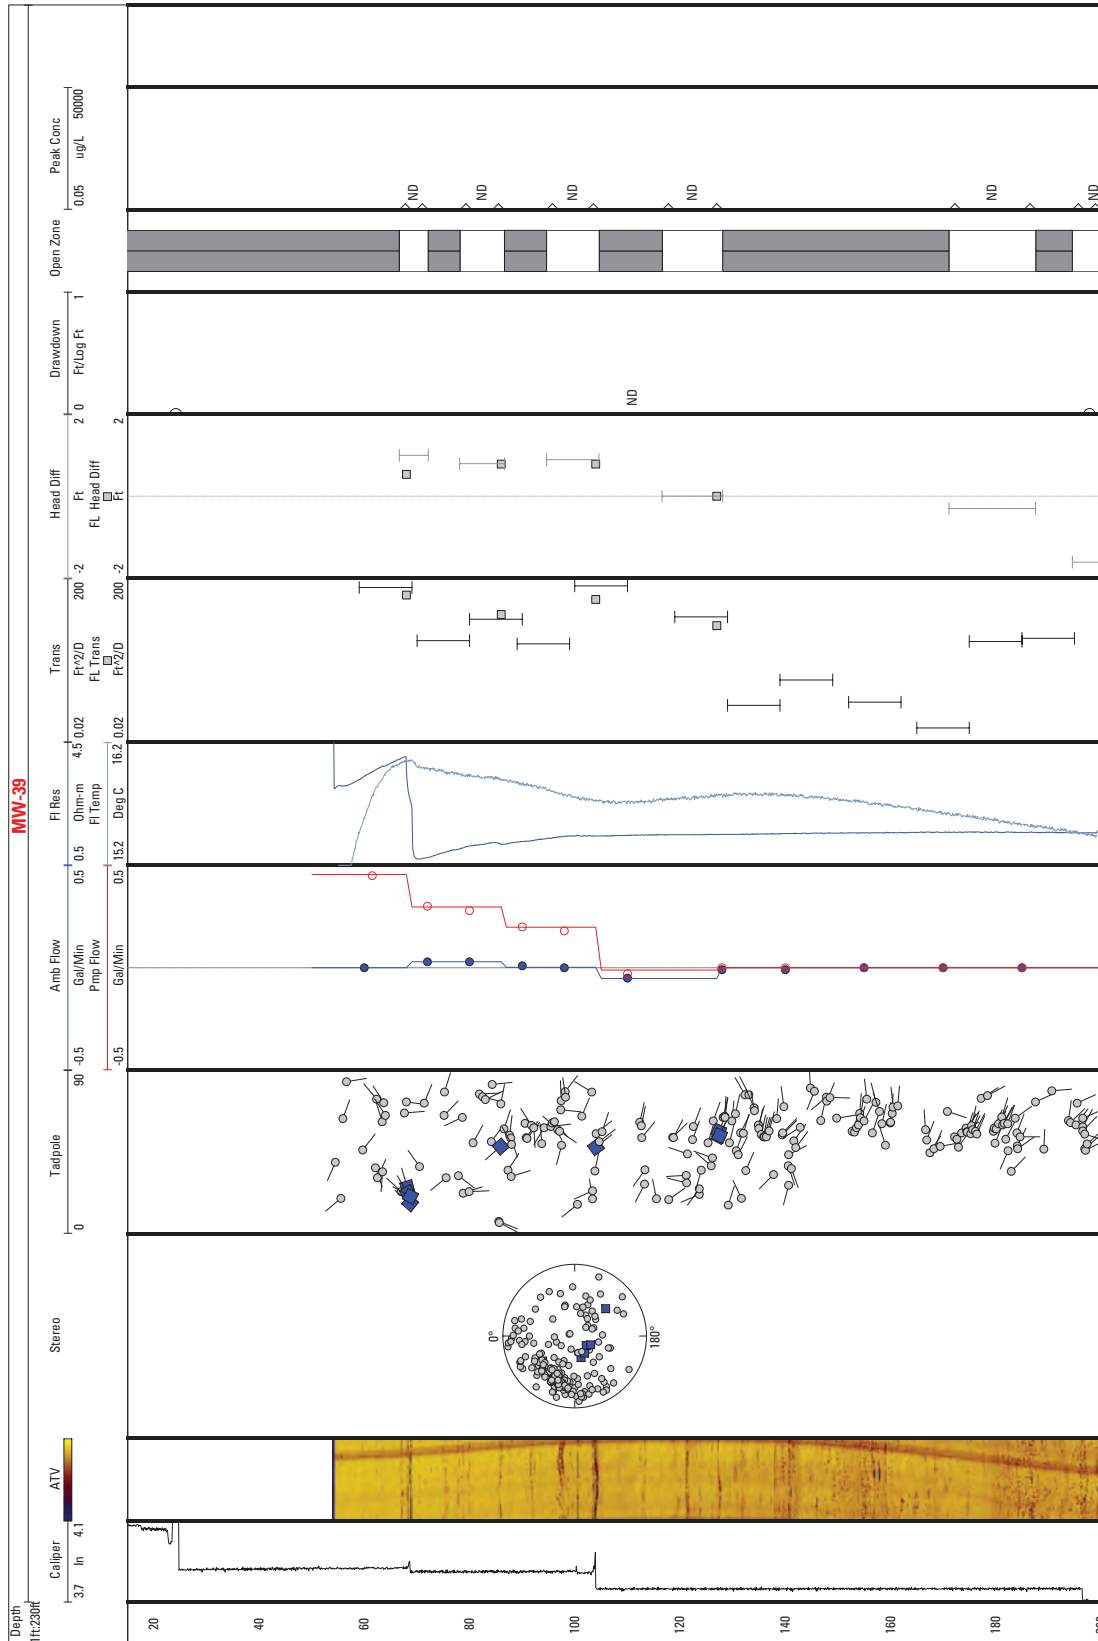 MW-39
Depth
1ft:230ft
Caliper
3.7 In 4.1
ATV
Stereo
Tadpole
0 90
Amb Flow
-0.5 Gal/Min 0.5
Pmp Flow
-0.5 Gal/Min 0.5
Fl Res
0.5 Ohm-m 4.5
Fl Temp
15.2 Deg C 16.2
Trans
0.02 Ft^2/D 200
FL Trans
0.02 Ft^2/D 200
Head Diff
-2 Ft 2
FL Head Diff
-2 Ft 2
Drawdown
0 Ft/Log Ft 1
Open Zone
Peak Conc
0.05 ug/L 50000
20
40
60
80
100
120
140
160
180
200
0°
180°
ND
ND
ND
ND
ND
ND
ND